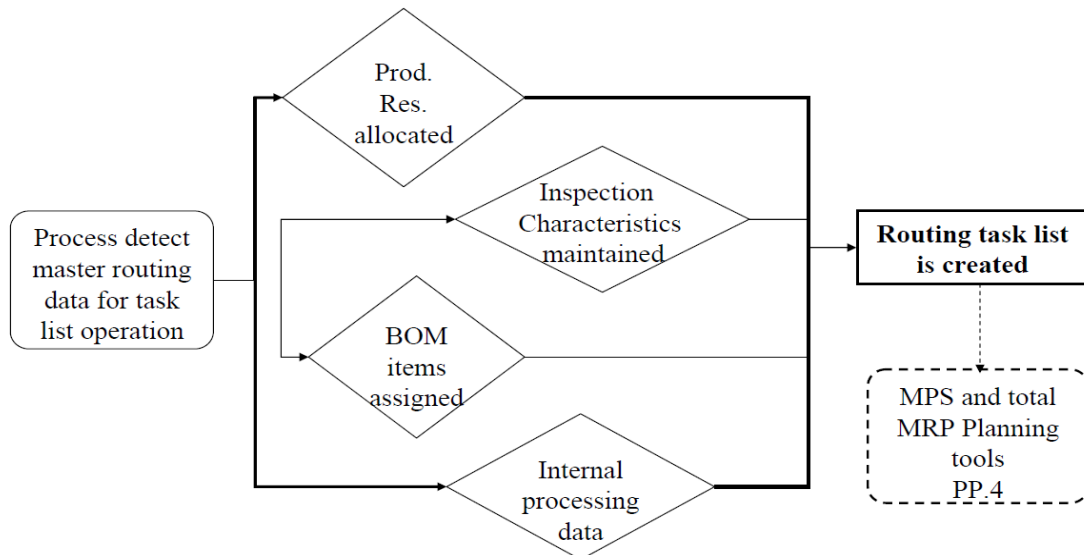 Prod.
Res.
allocated
Inspection
Characteristics
maintained
Process detect
master routing
data for task
list operation
Routing task list
is created
BOM
items
assigned
MPS and total
MRP Planning
tools
PP.4
Internal
processing
data